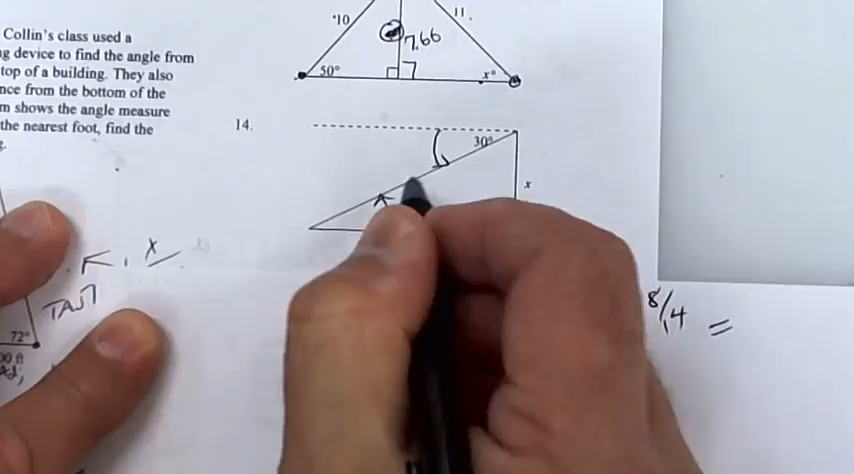 Collin's class used a
g device to find the angle from
top of a building. They also
nce from the bottom of the
m shows the angle measure
the nearest foot, find the
10
11
7.66
50°
x°
14.
30°
x
x
TAN
72°
00 ft
8/.4 =